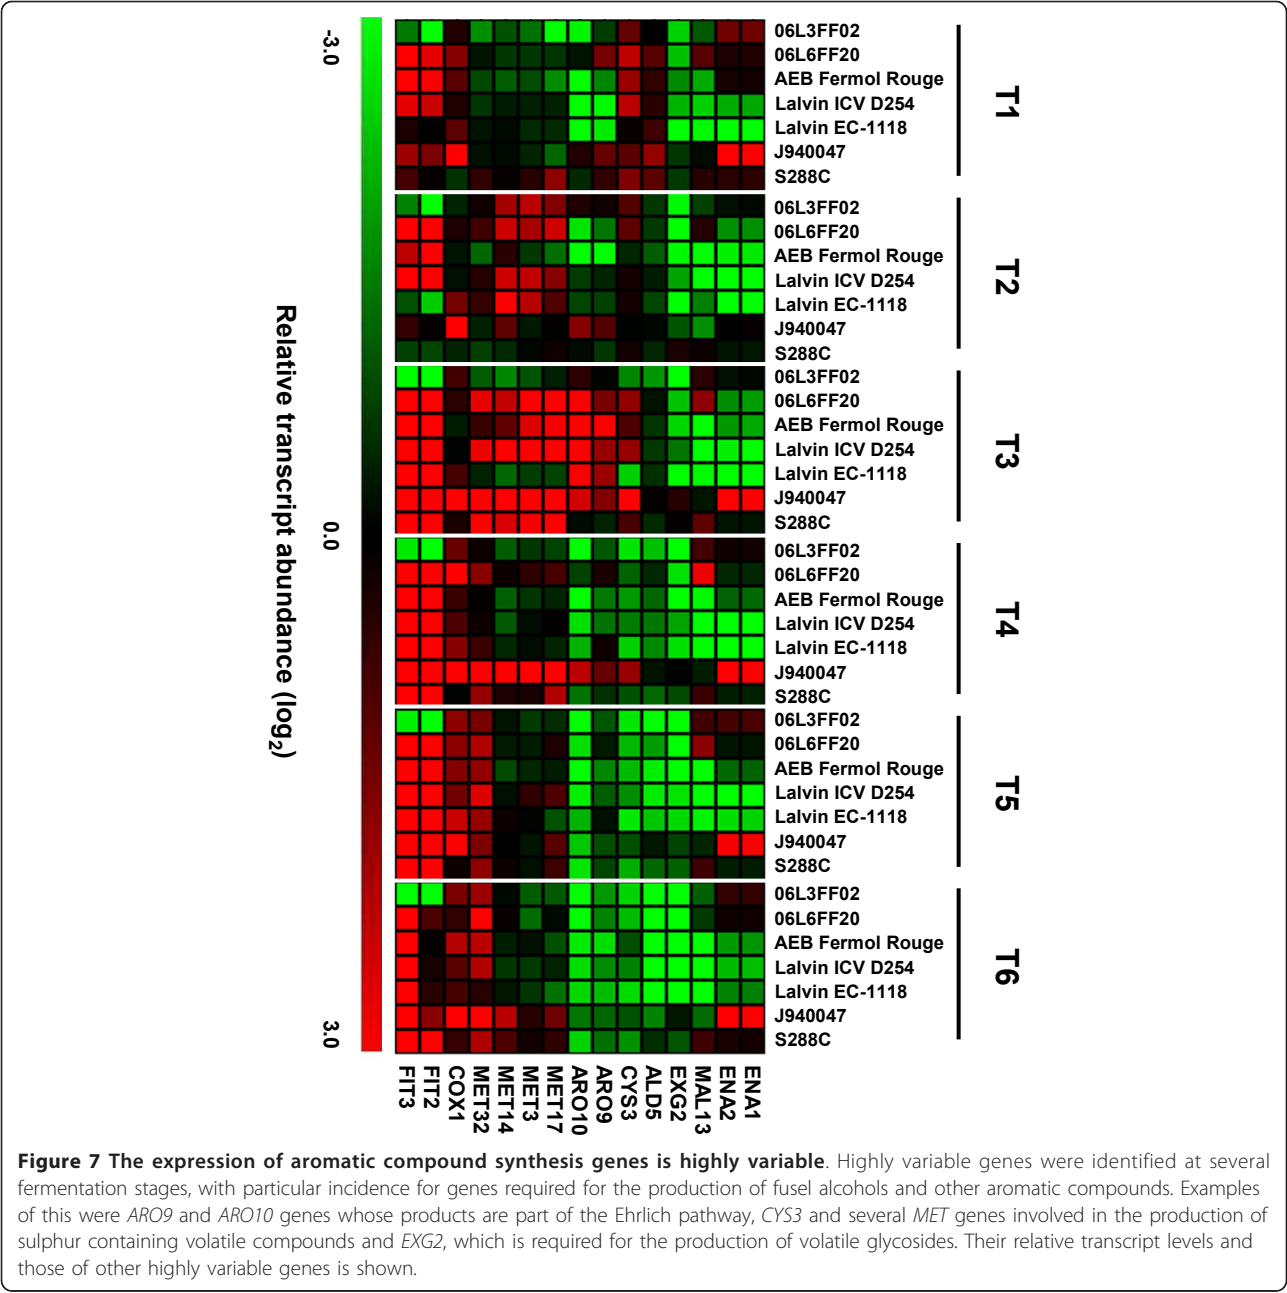 -3.0
0.0
3.0
Relative transcript abundance (log2)
06L3FF02
06L6FF20
AEB Fermol Rouge
Lalvin ICV D254
Lalvin EC-1118
J940047
S288C
T1
06L3FF02
06L6FF20
AEB Fermol Rouge
Lalvin ICV D254
Lalvin EC-1118
J940047
S288C
T2
06L3FF02
06L6FF20
AEB Fermol Rouge
Lalvin ICV D254
Lalvin EC-1118
J940047
S288C
T3
06L3FF02
06L6FF20
AEB Fermol Rouge
Lalvin ICV D254
Lalvin EC-1118
J940047
S288C
T4
06L3FF02
06L6FF20
AEB Fermol Rouge
Lalvin ICV D254
Lalvin EC-1118
J940047
S288C
T5
06L3FF02
06L6FF20
AEB Fermol Rouge
Lalvin ICV D254
Lalvin EC-1118
J940047
S288C
T6
FIT3
FIT2
COX1
MET32
MET14
MET3
MET17
ARO10
ARO9
CYS3
ALD5
EXG2
MAL13
ENA2
ENA1
Figure 7 The expression of aromatic compound synthesis genes is highly variable. Highly variable genes were identified at several
fermentation stages, with particular incidence for genes required for the production of fusel alcohols and other aromatic compounds. Examples
of this were ARO9 and ARO10 genes whose products are part of the Ehrlich pathway, CYS3 and several MET genes involved in the production of
sulphur containing volatile compounds and EXG2, which is required for the production of volatile glycosides. Their relative transcript levels and
those of other highly variable genes is shown.